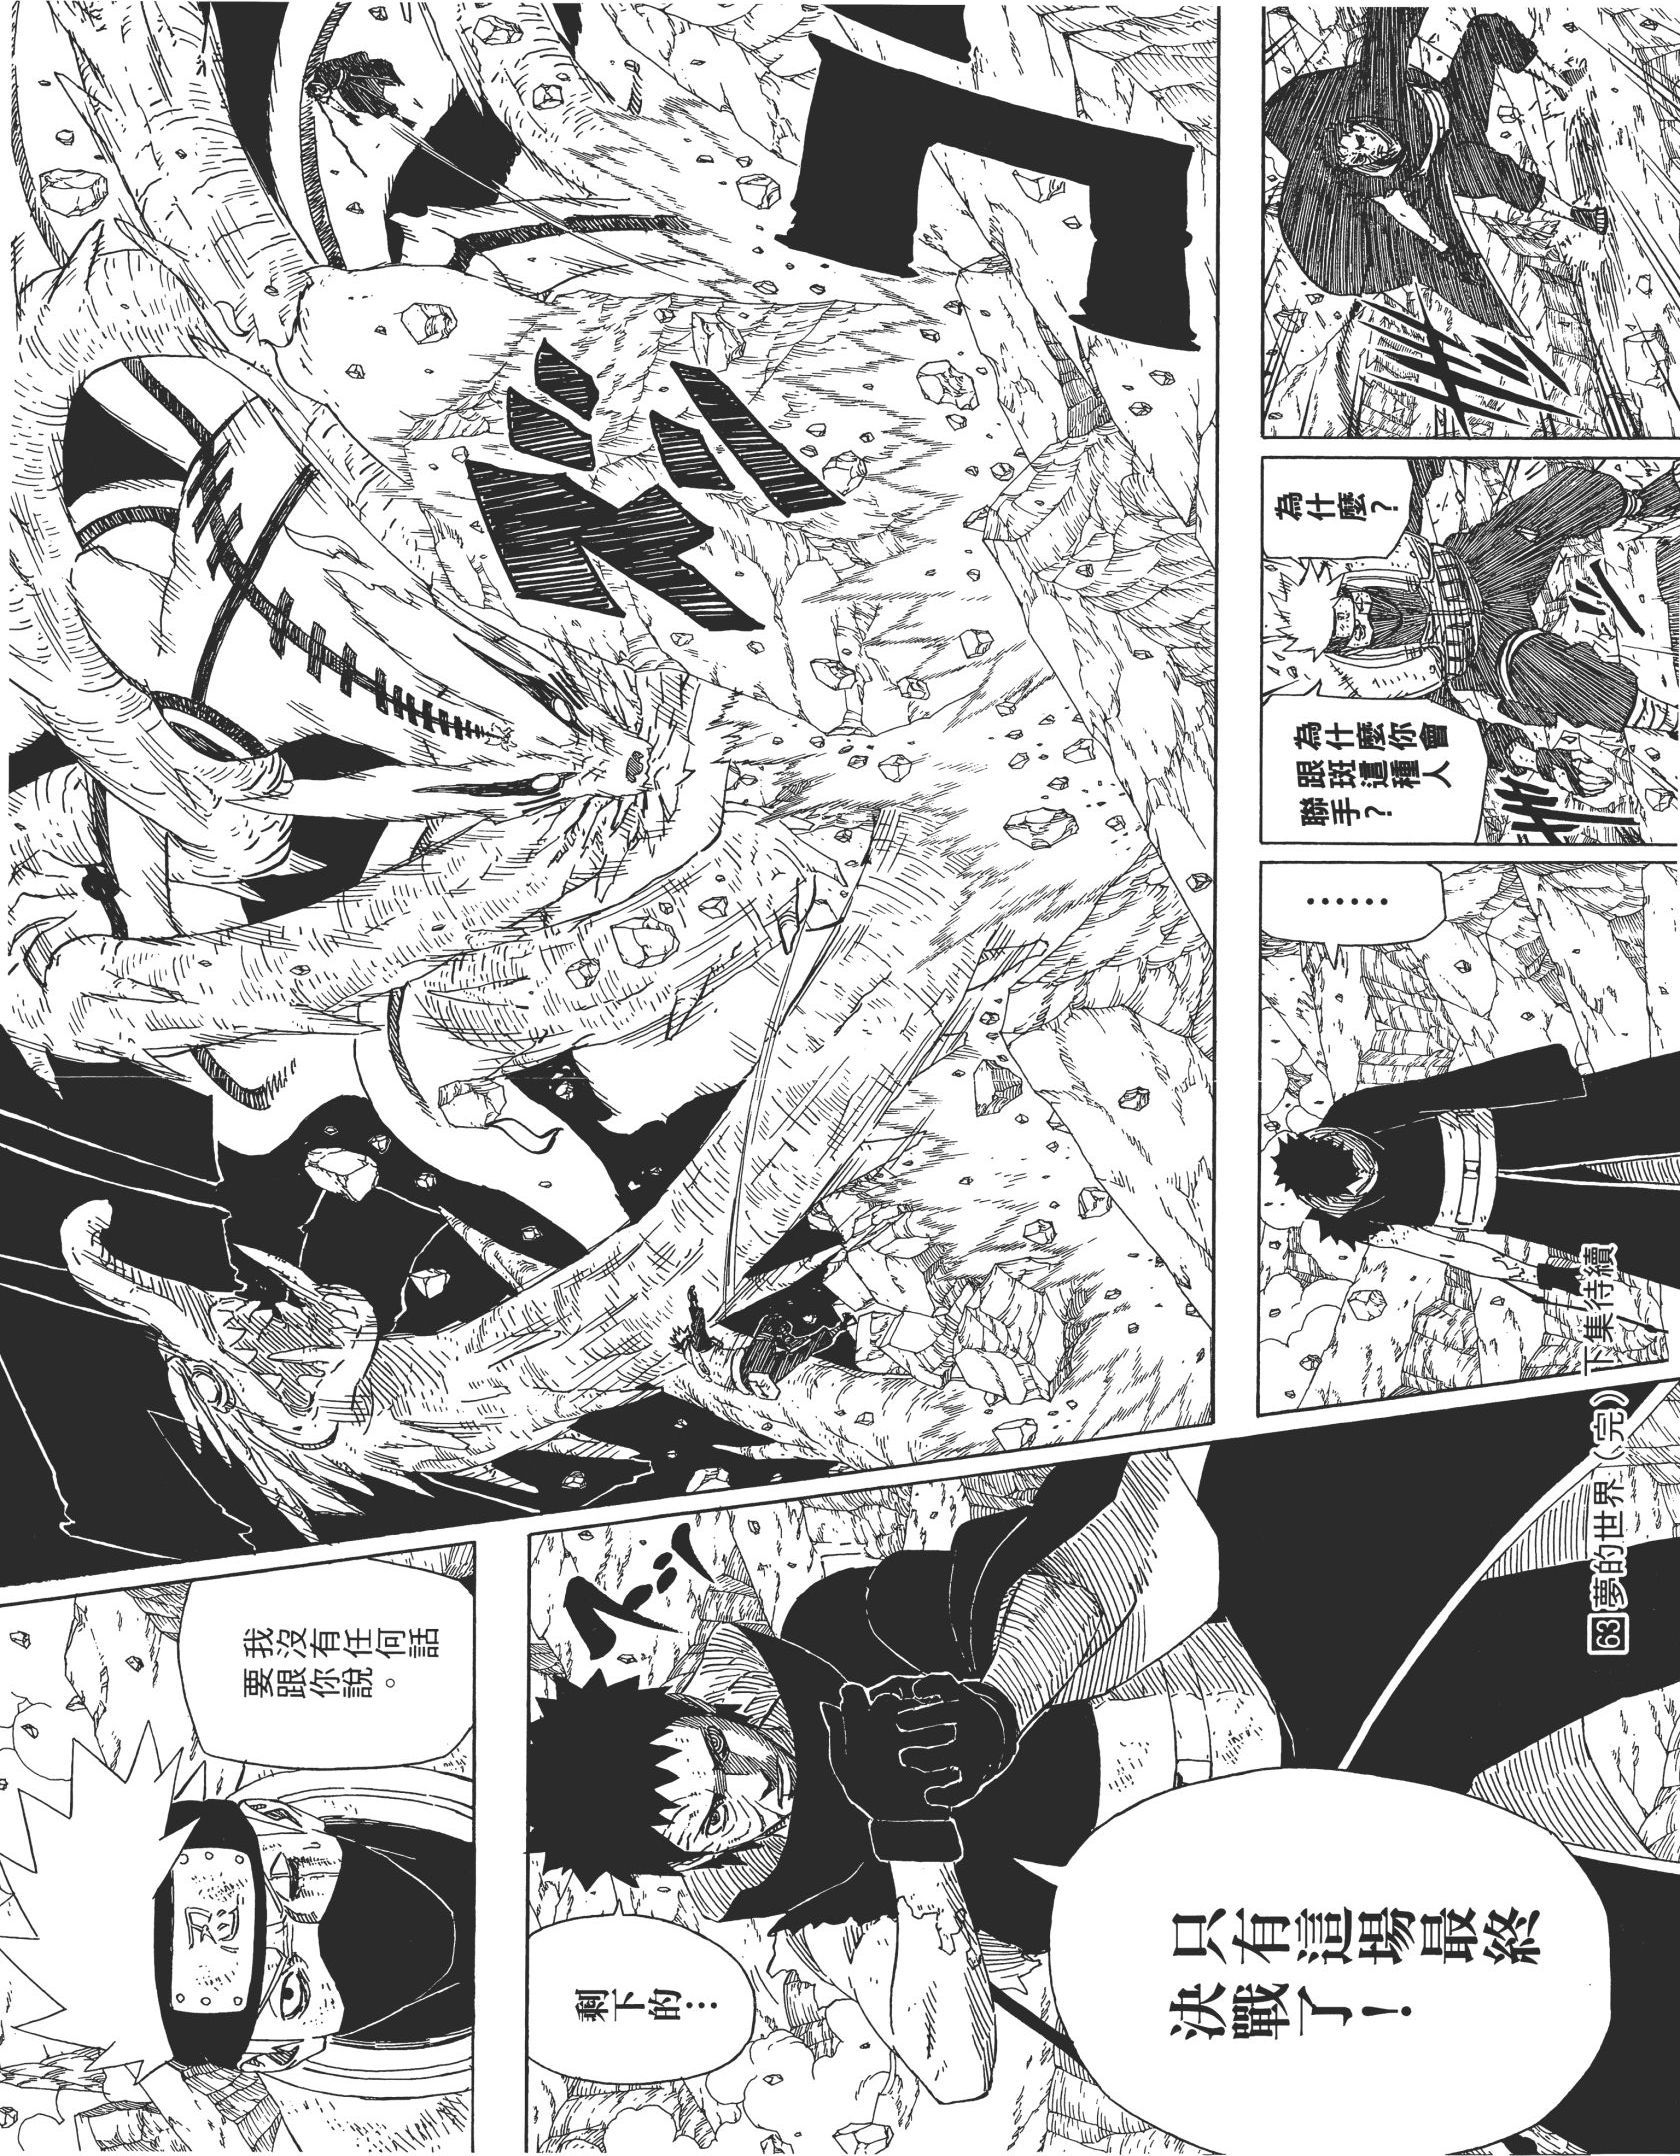 為什麼?
為什麼你會
跟斑這種人
聯手?
……
我沒有任何話
要跟你說。
忍
剩下的…
只有這場最終
決戰了!
63 夢的世界(完) 下集待續